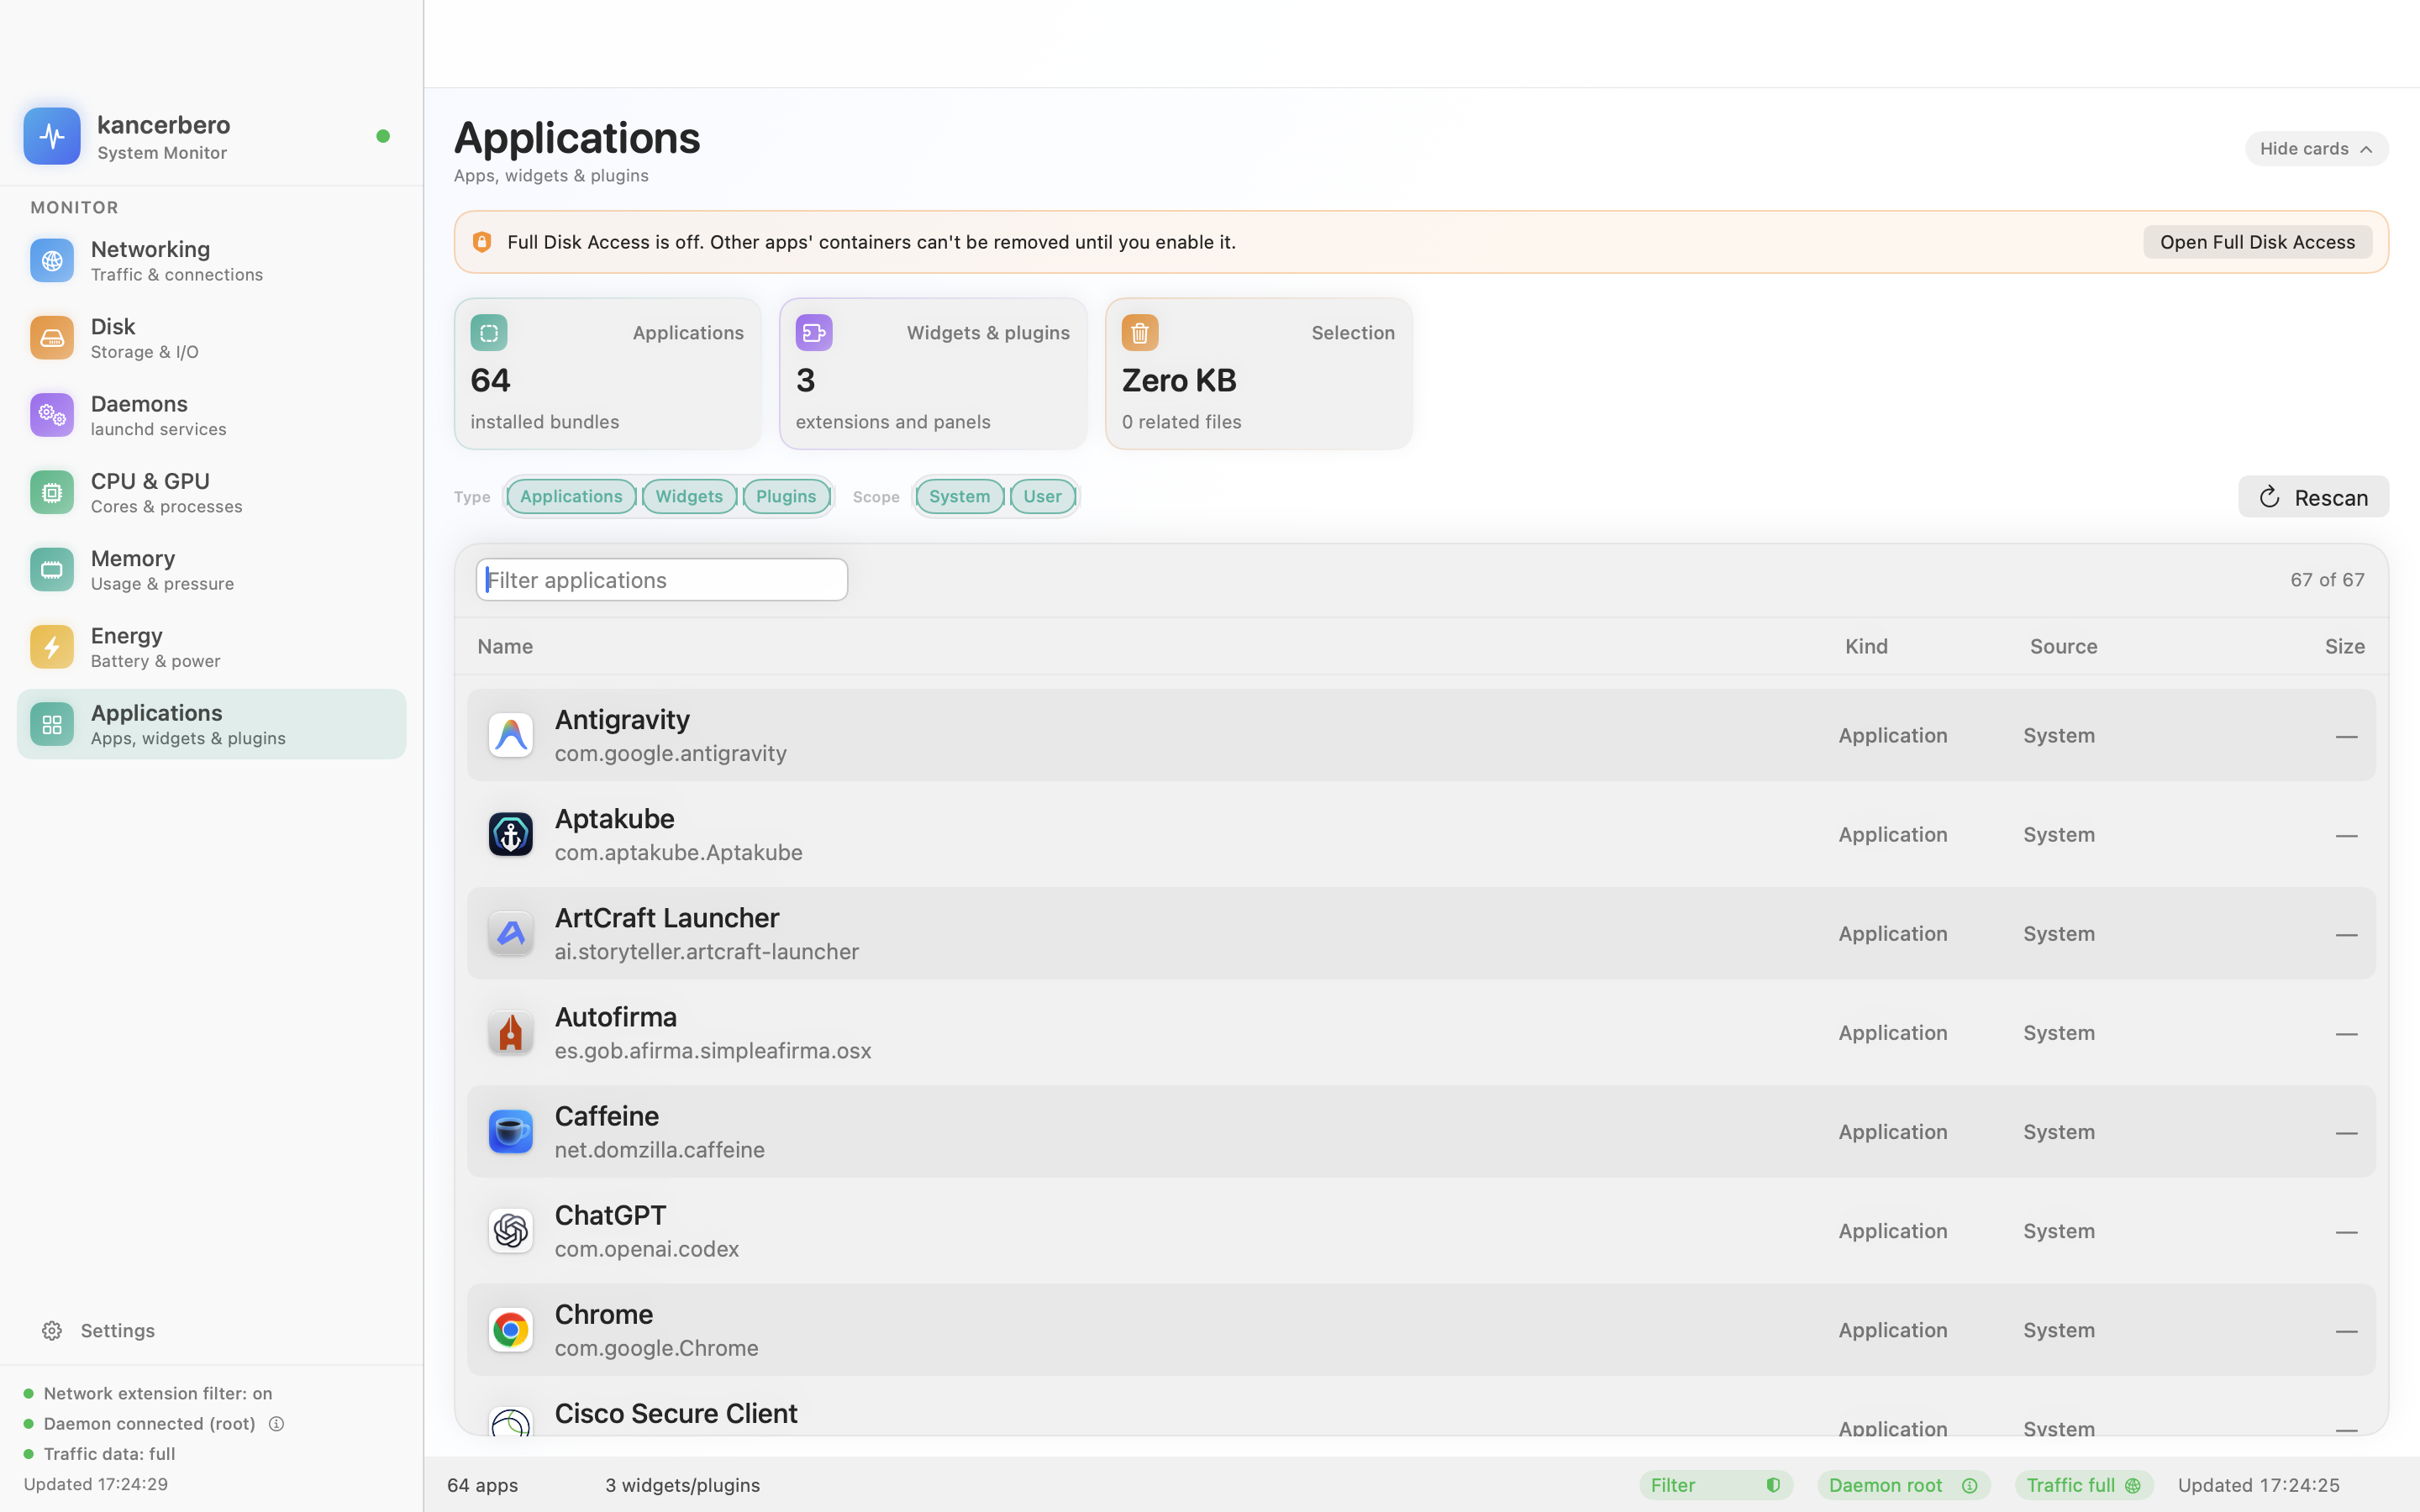 kancerbero
System Monitor
MONITOR
Networking
Traffic & connections
Disk
Storage & I/O
Daemons
launchd services
CPU & GPU
Cores & processes
Memory
Usage & pressure
Energy
Battery & power
Applications
Apps, widgets & plugins
Settings
Network extension filter: on
Daemon connected (root)
Traffic data: full
Updated 17:24:29
Applications
Apps, widgets & plugins
Hide cards
Full Disk Access is off. Other apps' containers can't be removed until you enable it.
Open Full Disk Access
Applications
64
installed bundles
Widgets & plugins
3
extensions and panels
Selection
Zero KB
0 related files
Type Applications Widgets Plugins Scope System User
Rescan
Filter applications
67 of 67
Name Kind Source Size
Antigravity
com.google.antigravity
Application System —
Aptakube
com.aptakube.Aptakube
Application System —
ArtCraft Launcher
ai.storyteller.artcraft-launcher
Application System —
Autofirma
es.gob.afirma.simpleafirma.osx
Application System —
Caffeine
net.domzilla.caffeine
Application System —
ChatGPT
com.openai.codex
Application System —
Chrome
com.google.Chrome
Application System —
Cisco Secure Client
Application System —
64 apps 3 widgets/plugins
Filter Daemon root Traffic full Updated 17:24:25